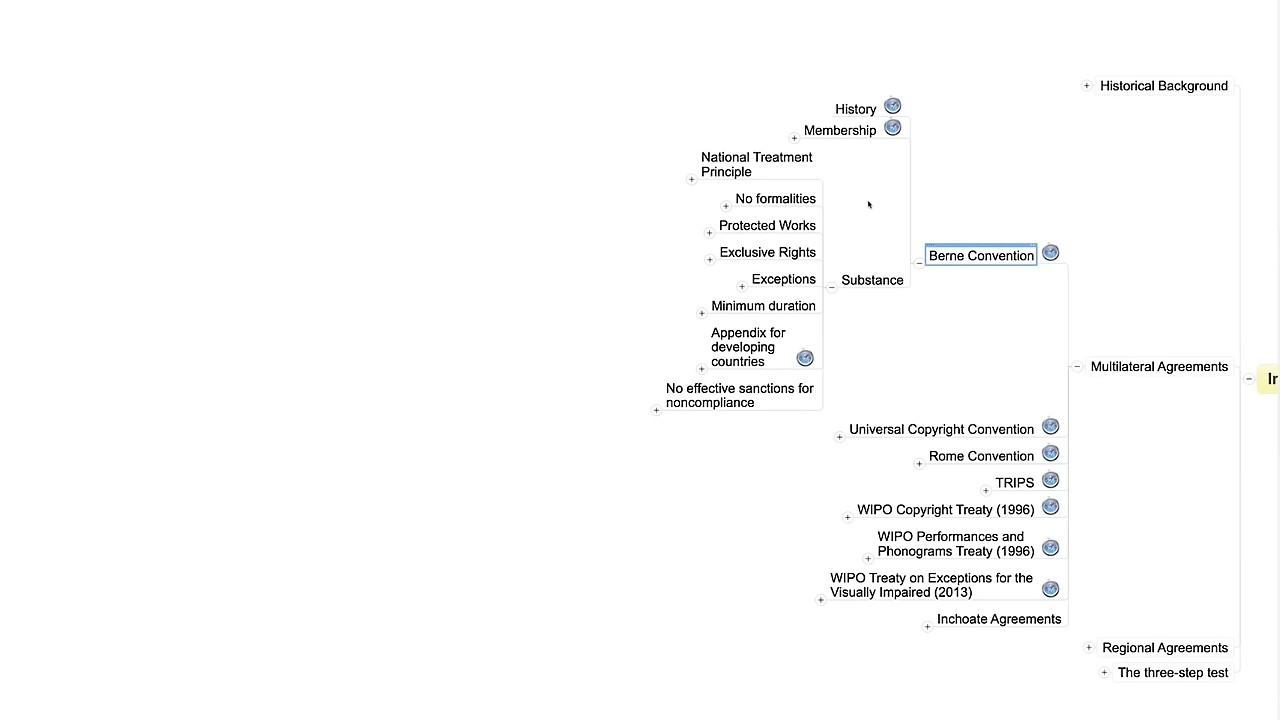 Historical Background
History
Membership
National Treatment
Principle
No formalities
Protected Works
Exclusive Rights
Berne Convention
Exceptions
Substance
Minimum duration
Appendix for
developing
countries
Multilateral Agreements
Ir
No effective sanctions for
noncompliance
Universal Copyright Convention
Rome Convention
TRIPS
WIPO Copyright Treaty (1996)
WIPO Performances and
Phonograms Treaty (1996)
WIPO Treaty on Exceptions for the
Visually Impaired (2013)
Inchoate Agreements
Regional Agreements
The three-step test